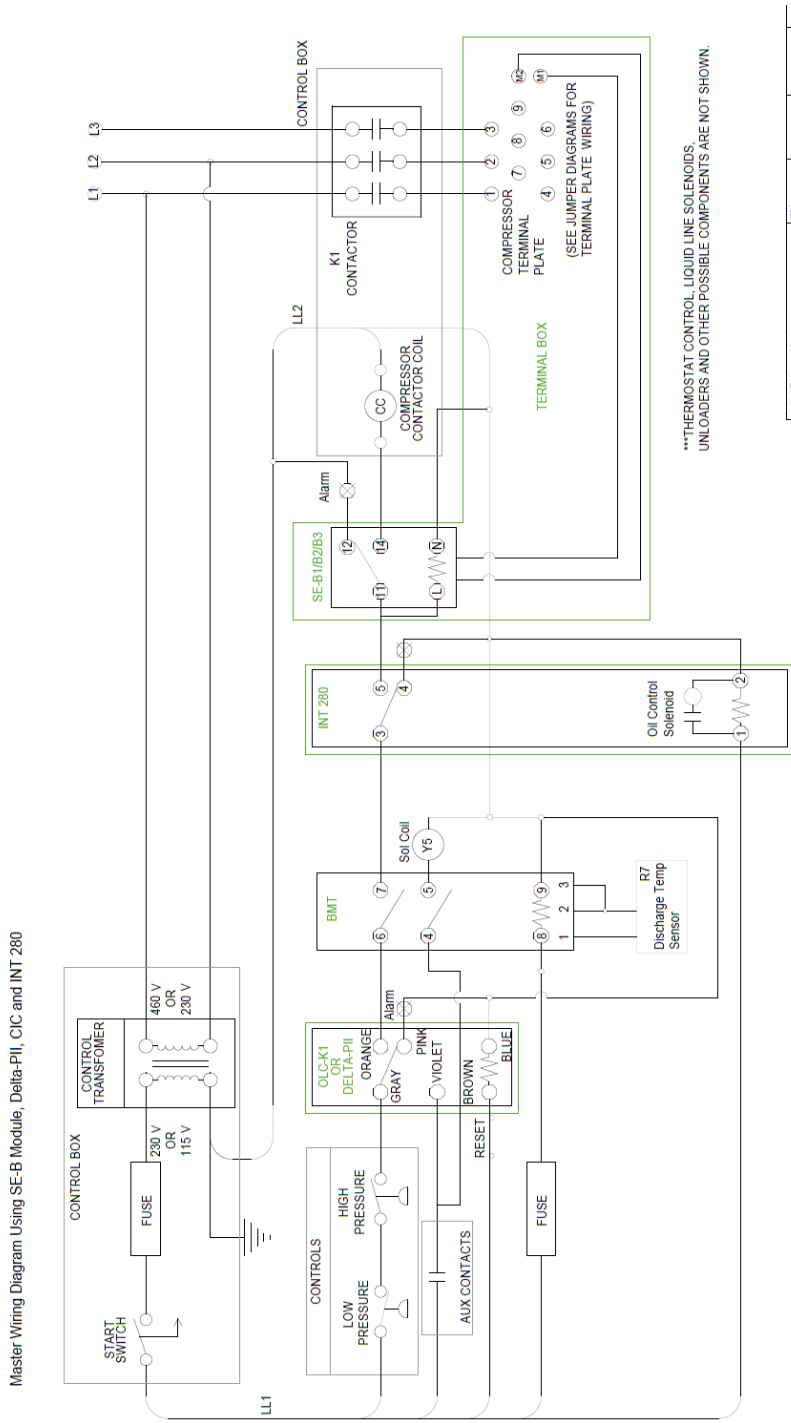 Master Wiring Diagram Using SE-B Module, Delta-PII, CIC and INT 280
CONTROL BOX
START
SWITCH
FUSE
230 V
OR
115 V
CONTROL
TRANSFOMER
460 V
OR
230 V
L1
L2
L3
LL1
LL2
CONTROLS
LOW
PRESSURE
HIGH
PRESSURE
AUX CONTACTS
RESET
FUSE
OLC-K1
OR
DELTA-PII
ORANGE
GRAY
PINK
VIOLET
BROWN
BLUE
Alarm
BMT
6
7
4
5
8
9
1
2
3
Sol Coil
Y5
R7
Discharge Temp
Sensor
INT 280
3
5
4
Oil Control
Solenoid
1
2
SE-B1/B2/B3
11
12
14
L
N
Alarm
CC
COMPRESSOR
CONTACTOR COIL
K1
CONTACTOR
CONTROL BOX
TERMINAL BOX
COMPRESSOR
TERMINAL
PLATE
1
2
3
7
8
9
4
5
6
M2
M1
(SEE JUMPER DIAGRAMS FOR
TERMINAL PLATE WIRING)
***THERMOSTAT CONTROL, LIQUID LINE SOLENOIDS,
UNLOADERS AND OTHER POSSIBLE COMPONENTS ARE NOT SHOWN.